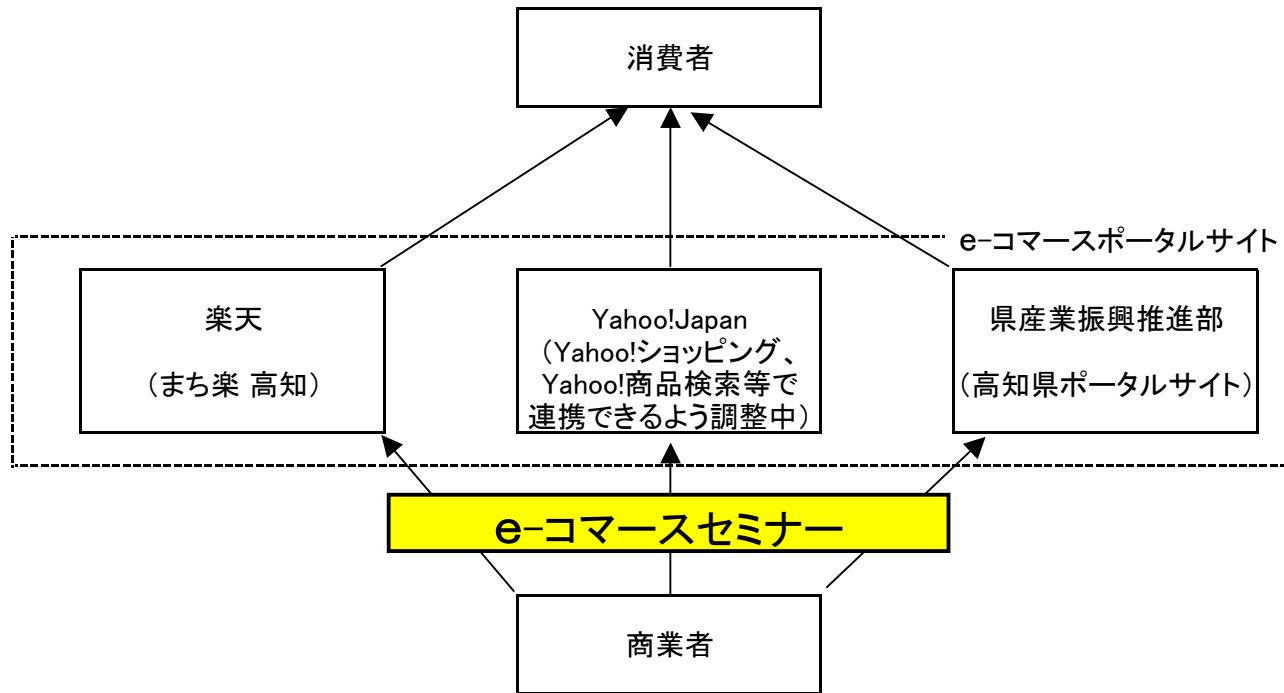 消費者
e-コマースポータルサイト
楽天
（まち楽 高知）
Yahoo!Japan
（Yahoo!ショッピング、
Yahoo!商品検索等で
連携できるよう調整中）
県産業振興推進部
（高知県ポータルサイト）
e-コマースセミナー
商業者